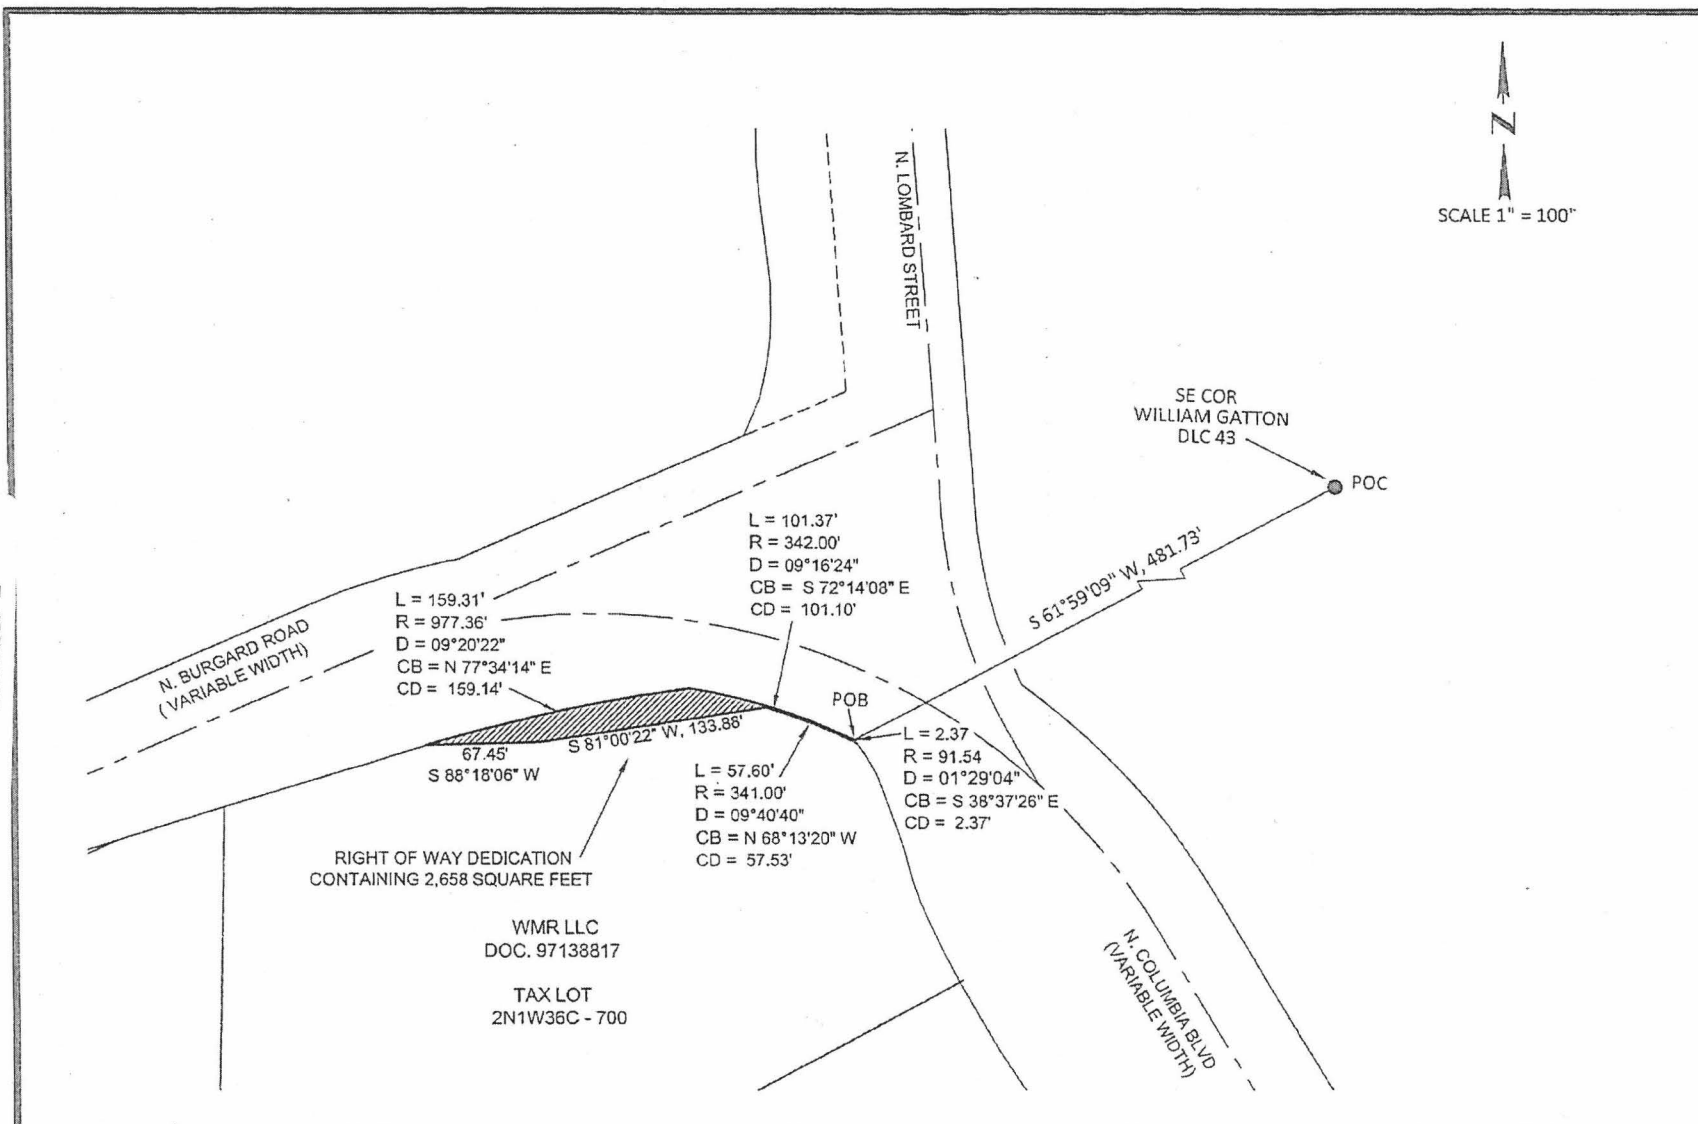 N
SCALE 1" = 100'
N. LOMBARD STREET
SE COR
WILLIAM GATTON
DLC 43
POC
S 61°59'09" W, 481.73'
L = 101.37'
R = 342.00'
D = 09°16'24"
CB = S 72°14'08" E
CD = 101.10'
L = 159.31'
R = 977.36'
D = 09°20'22"
CB = N 77°34'14" E
CD = 159.14'
N. BURGARD ROAD
( VARIABLE WIDTH)
POB
67.45'
S 88°18'06" W
S 81°00'22" W, 133.88'
L = 2.37
R = 91.54
D = 01°29'04"
CB = S 38°37'26" E
CD = 2.37'
L = 57.60'
R = 341.00'
D = 09°40'40"
CB = N 68°13'20" W
CD = 57.53'
RIGHT OF WAY DEDICATION
CONTAINING 2,658 SQUARE FEET
WMR LLC
DOC. 97138817
TAX LOT
2N1W36C - 700
N. COLUMBIA BLVD
(VARIABLE WIDTH)